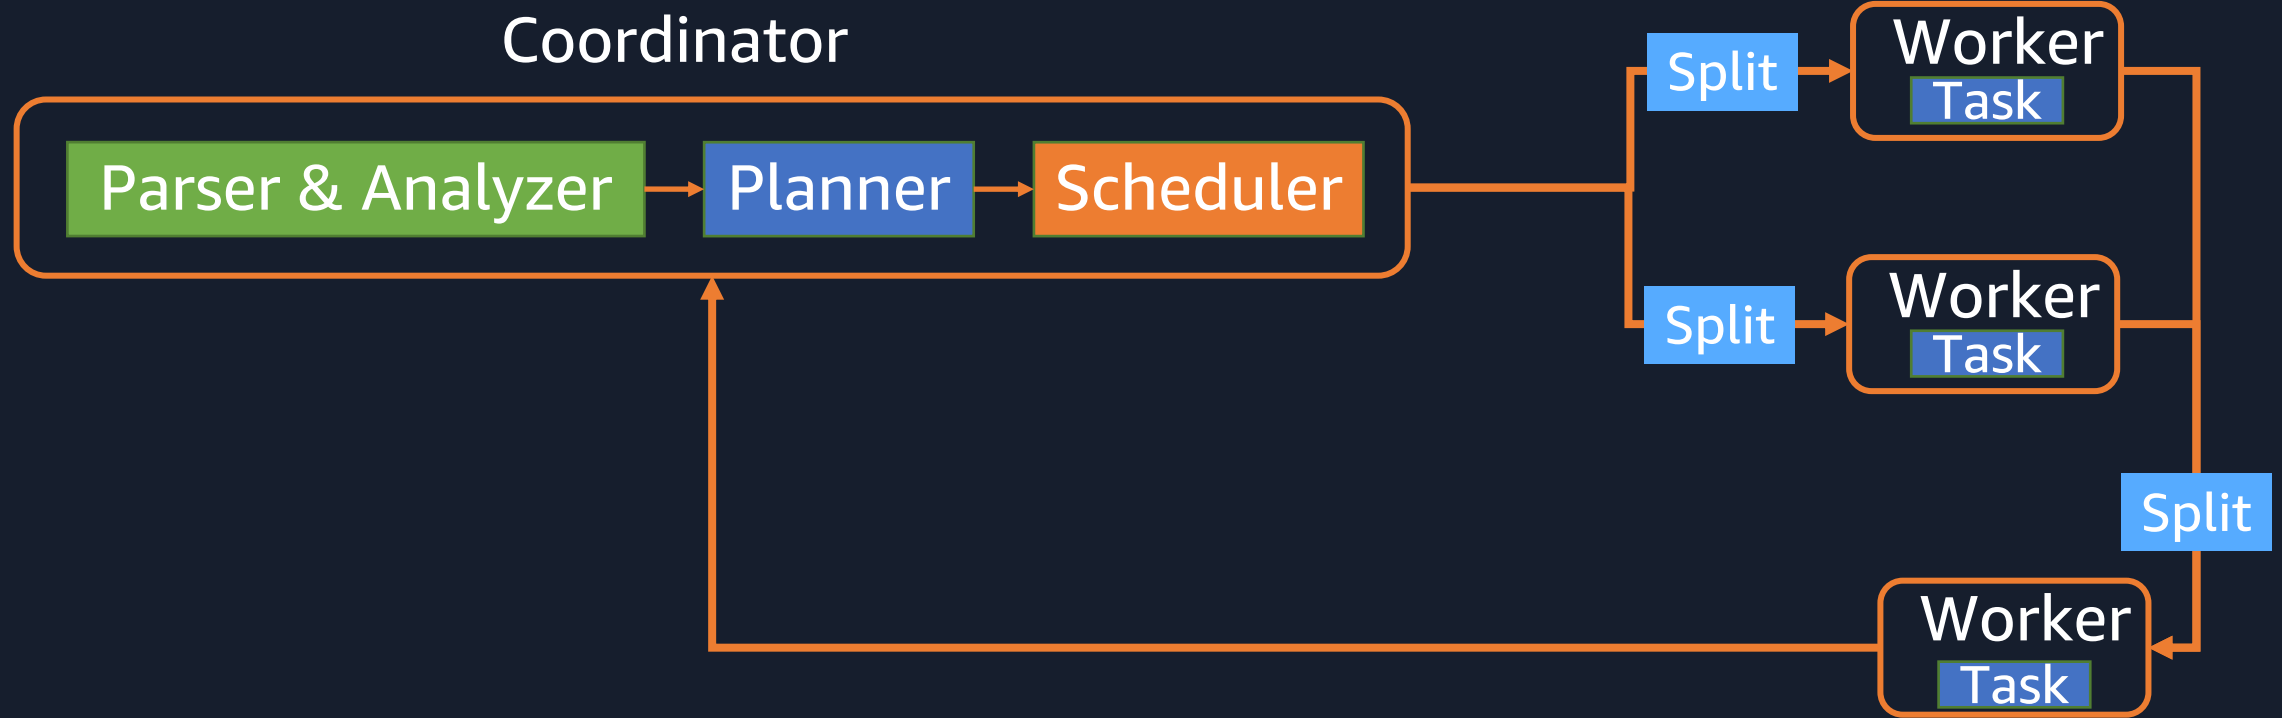 Coordinator
Parser & Analyzer
Planner
Scheduler
Split
Worker
Task
Split
Worker
Task
Split
Worker
Task